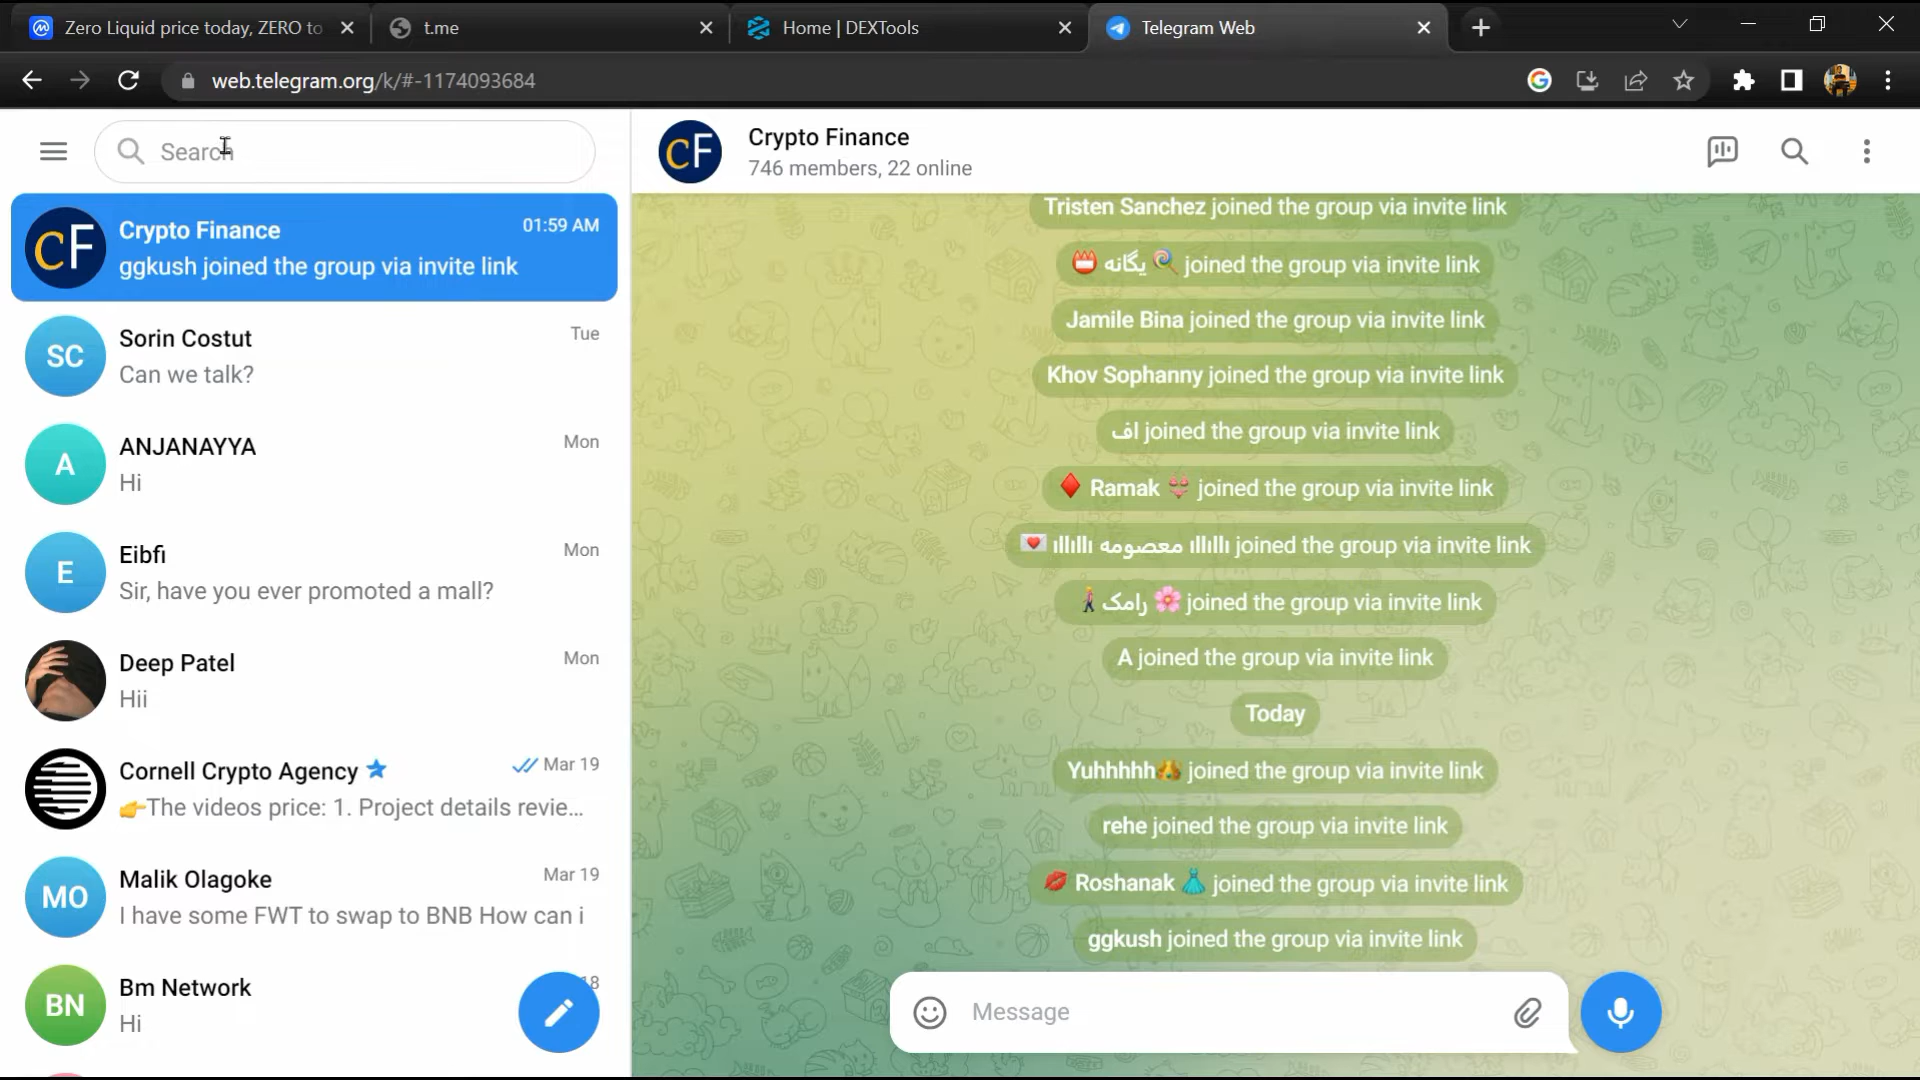 Zero Liquid price today, ZERO to
t.me
Home | DEXTools
Telegram Web
web.telegram.org/k/#-1174093684
Search
CF
Crypto Finance
01:59 AM
ggkush joined the group via invite link
SC
Sorin Costut
Tue
Can we talk?
A
ANJANAYYA
Mon
Hi
E
Eibfi
Mon
Sir, have you ever promoted a mall?
Deep Patel
Mon
Hii
Cornell Crypto Agency
Mar 19
👉The videos price: 1. Project details revie...
MO
Malik Olagoke
Mar 19
I have some FWT to swap to BNB How can i
BN
Bm Network
18
Hi
CF
Crypto Finance
746 members, 22 online
Tristen Sanchez joined the group via invite link
📛 یگانه 🍭 joined the group via invite link
Jamile Bina joined the group via invite link
Khov Sophanny joined the group via invite link
اف joined the group via invite link
♦️ Ramak 👙 joined the group via invite link
💌 ıllıllı معصومه ıllıllı joined the group via invite link
🚶 رامک 🌸 joined the group via invite link
A joined the group via invite link
Today
Yuhhhhh joined the group via invite link
rehe joined the group via invite link
💋 Roshanak 👗 joined the group via invite link
ggkush joined the group via invite link
Message